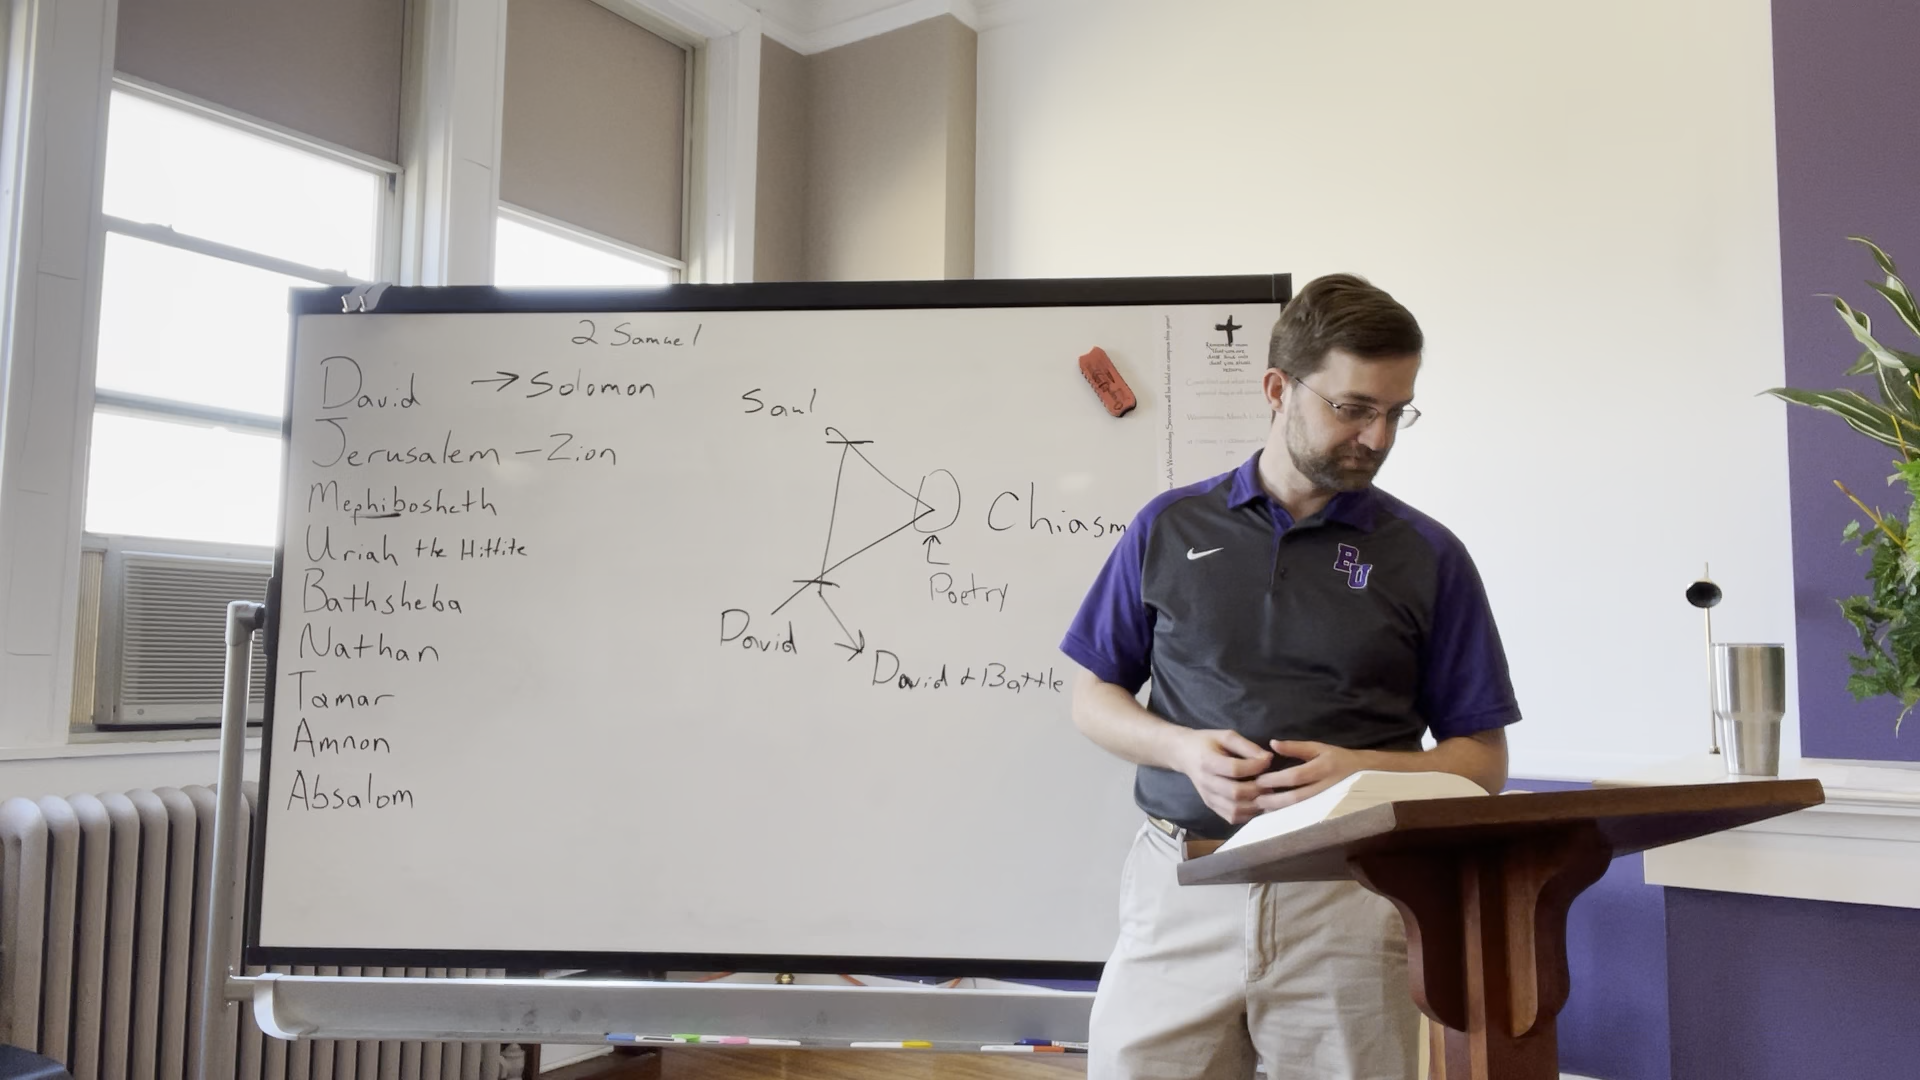 2 Samuel
David → Solomon
Jerusalem - Zion
Mephibosheth
Uriah the Hittite
Bathsheba
Nathan
Tamar
Amnon
Absalom
Saul
Chiasm
Poetry
David
David & Battle
BU